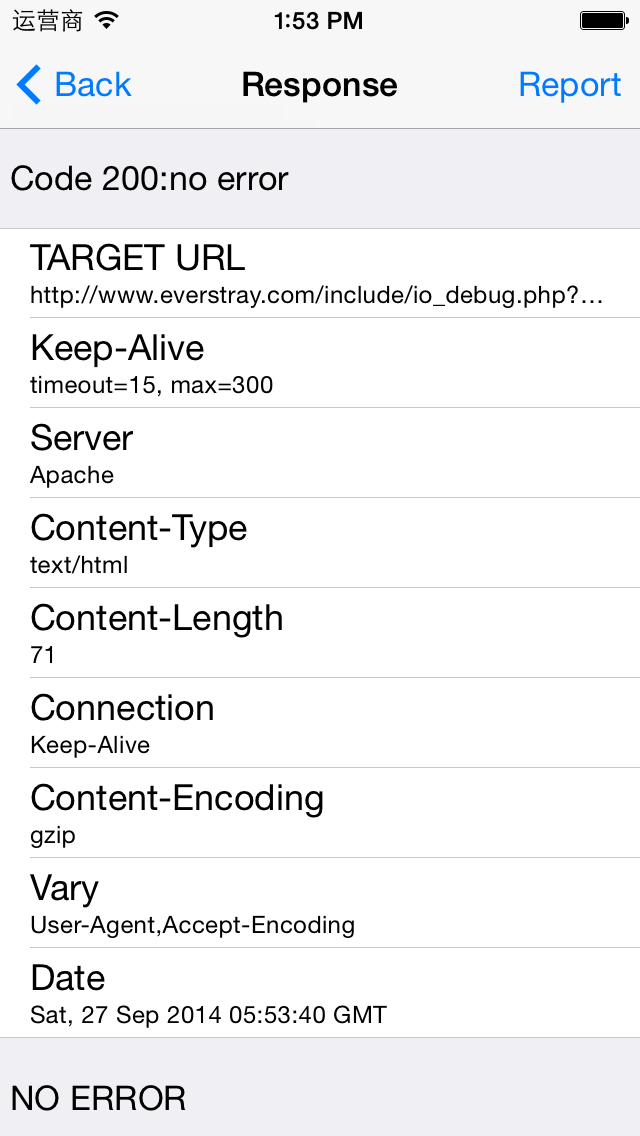 运营商 1:53 PM
Back Response Report
Code 200:no error
TARGET URL
http://www.everstray.com/include/io_debug.php?...
Keep-Alive
timeout=15, max=300
Server
Apache
Content-Type
text/html
Content-Length
71
Connection
Keep-Alive
Content-Encoding
gzip
Vary
User-Agent,Accept-Encoding
Date
Sat, 27 Sep 2014 05:53:40 GMT
NO ERROR